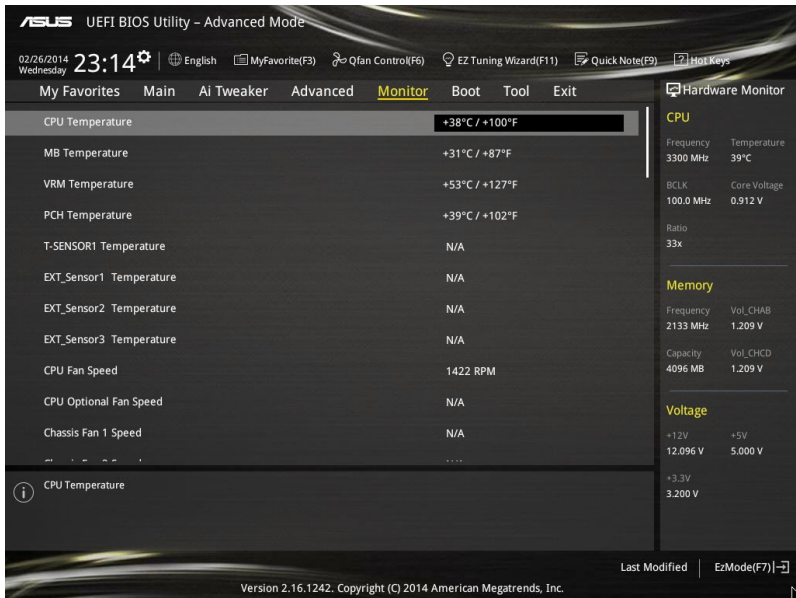 ASUS UEFI BIOS Utility – Advanced Mode
02/26/2014
Wednesday
23:14
English
MyFavorite(F3)
Qfan Control(F6)
EZ Tuning Wizard(F11)
Quick Note(F9)
? Hot Keys
My Favorites Main Ai Tweaker Advanced Monitor Boot Tool Exit
CPU Temperature +38°C / +100°F
MB Temperature +31°C / +87°F
VRM Temperature +53°C / +127°F
PCH Temperature +39°C / +102°F
T-SENSOR1 Temperature N/A
EXT_Sensor1 Temperature N/A
EXT_Sensor2 Temperature N/A
EXT_Sensor3 Temperature N/A
CPU Fan Speed 1422 RPM
CPU Optional Fan Speed N/A
Chassis Fan 1 Speed N/A
i CPU Temperature
Hardware Monitor
CPU
Frequency Temperature
3300 MHz 39°C
BCLK Core Voltage
100.0 MHz 0.912 V
Ratio
33x
Memory
Frequency Vol_CHAB
2133 MHz 1.209 V
Capacity Vol_CHCD
4096 MB 1.209 V
Voltage
+12V +5V
12.096 V 5.000 V
+3.3V
3.200 V
Last Modified
EzMode(F7)
Version 2.16.1242. Copyright (C) 2014 American Megatrends, Inc.